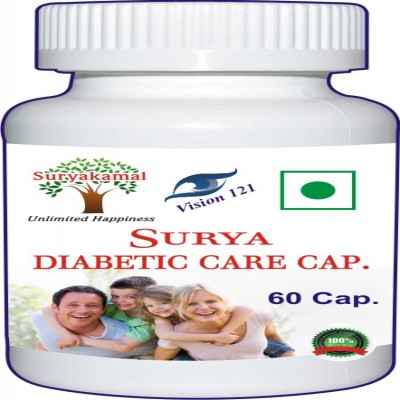 Suryakamal
Unlimited Happiness
Vision 121
SURYA
DIABETIC CARE CAP.
60 Cap.
100%